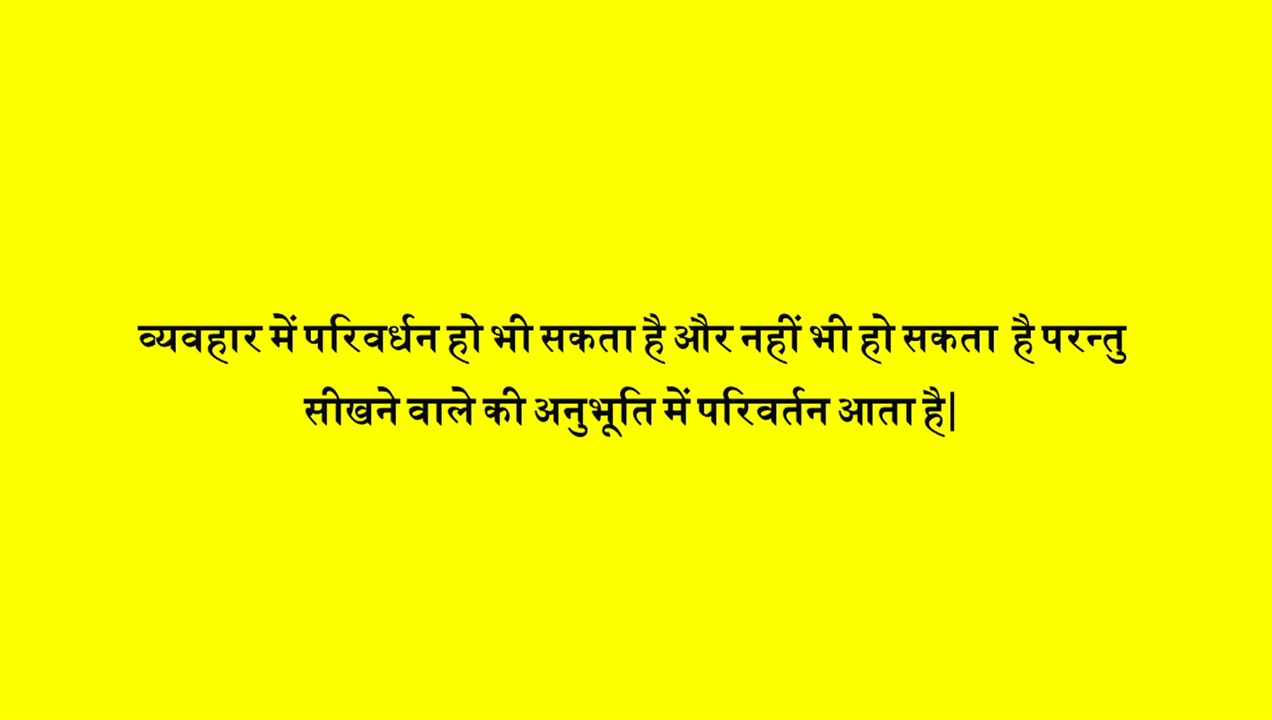 व्यवहार में परिवर्धन हो भी सकता है और नहीं भी हो सकता है परन्तु
सीखने वाले की अनुभूति में परिवर्तन आता है|